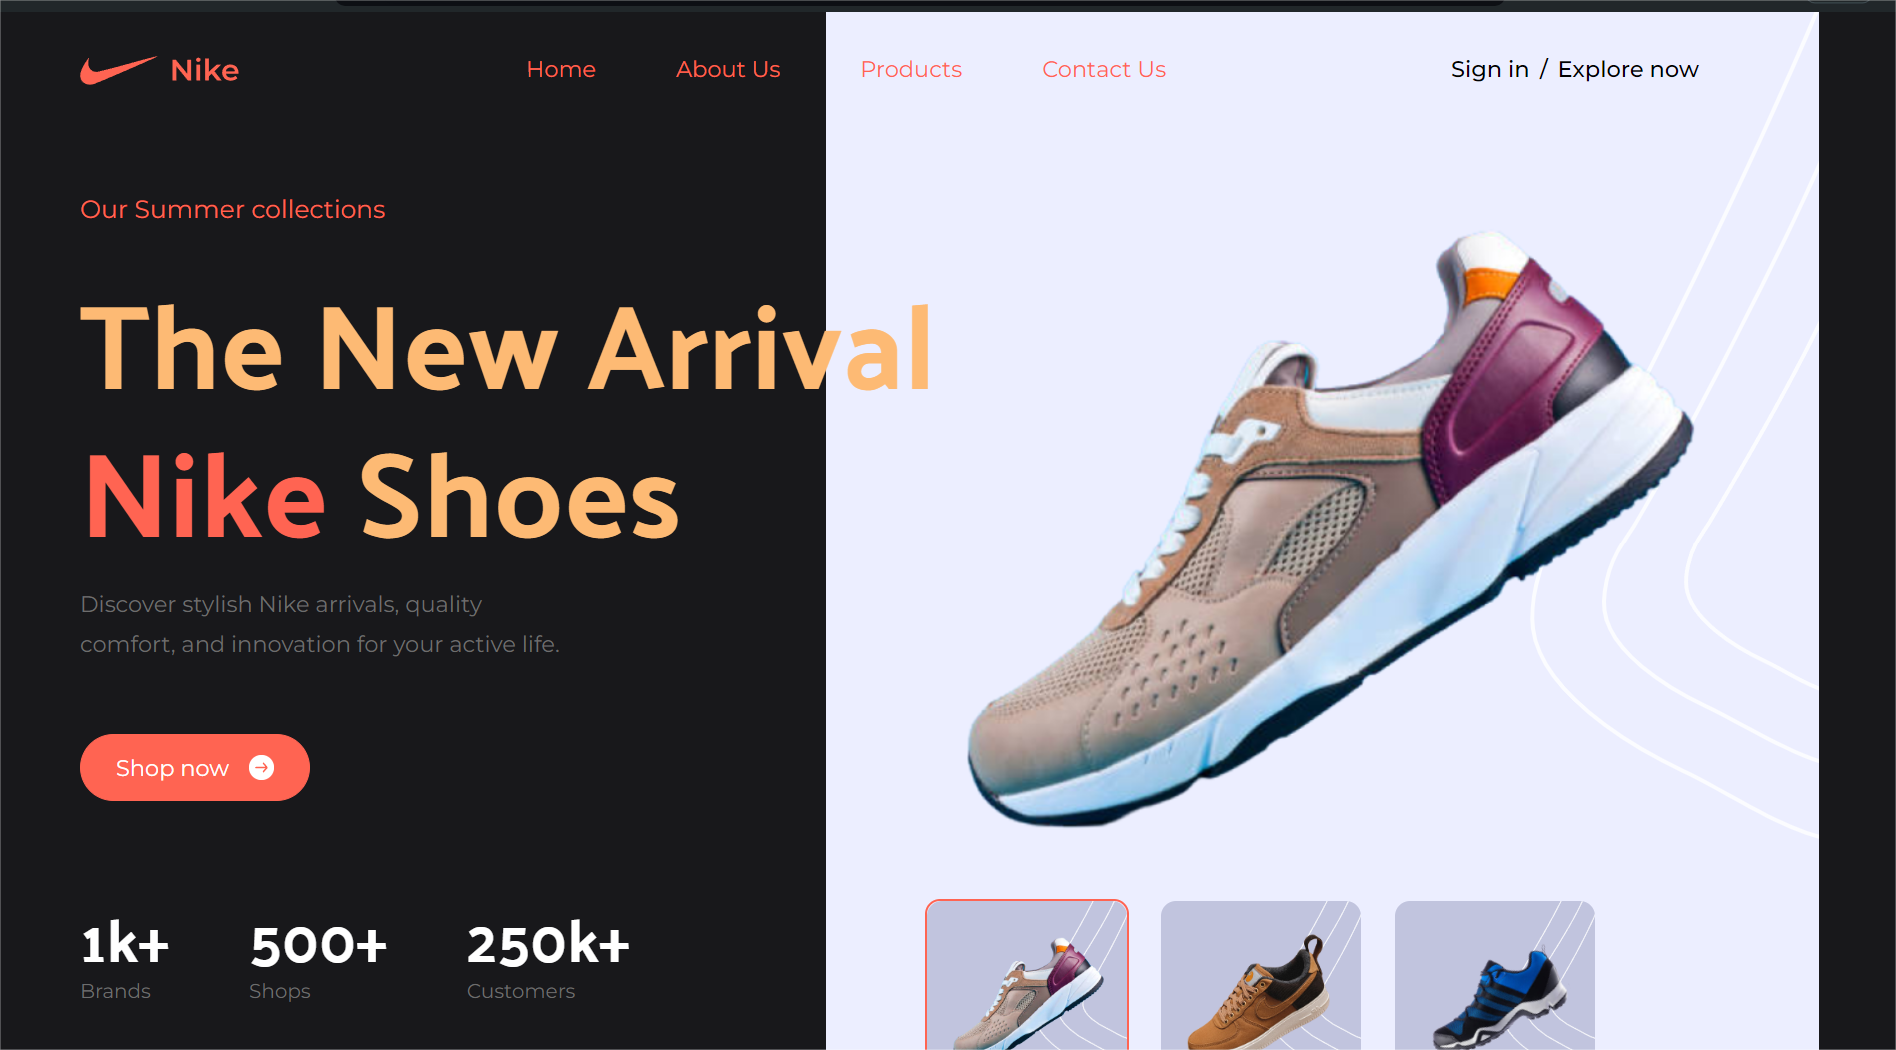 Nike
Home
About Us
Products
Contact Us
Sign in / Explore now
Our Summer collections
The New Arrival
Nike Shoes
Discover stylish Nike arrivals, quality
comfort, and innovation for your active life.
Shop now
1k+ 500+ 250k+
Brands Shops Customers